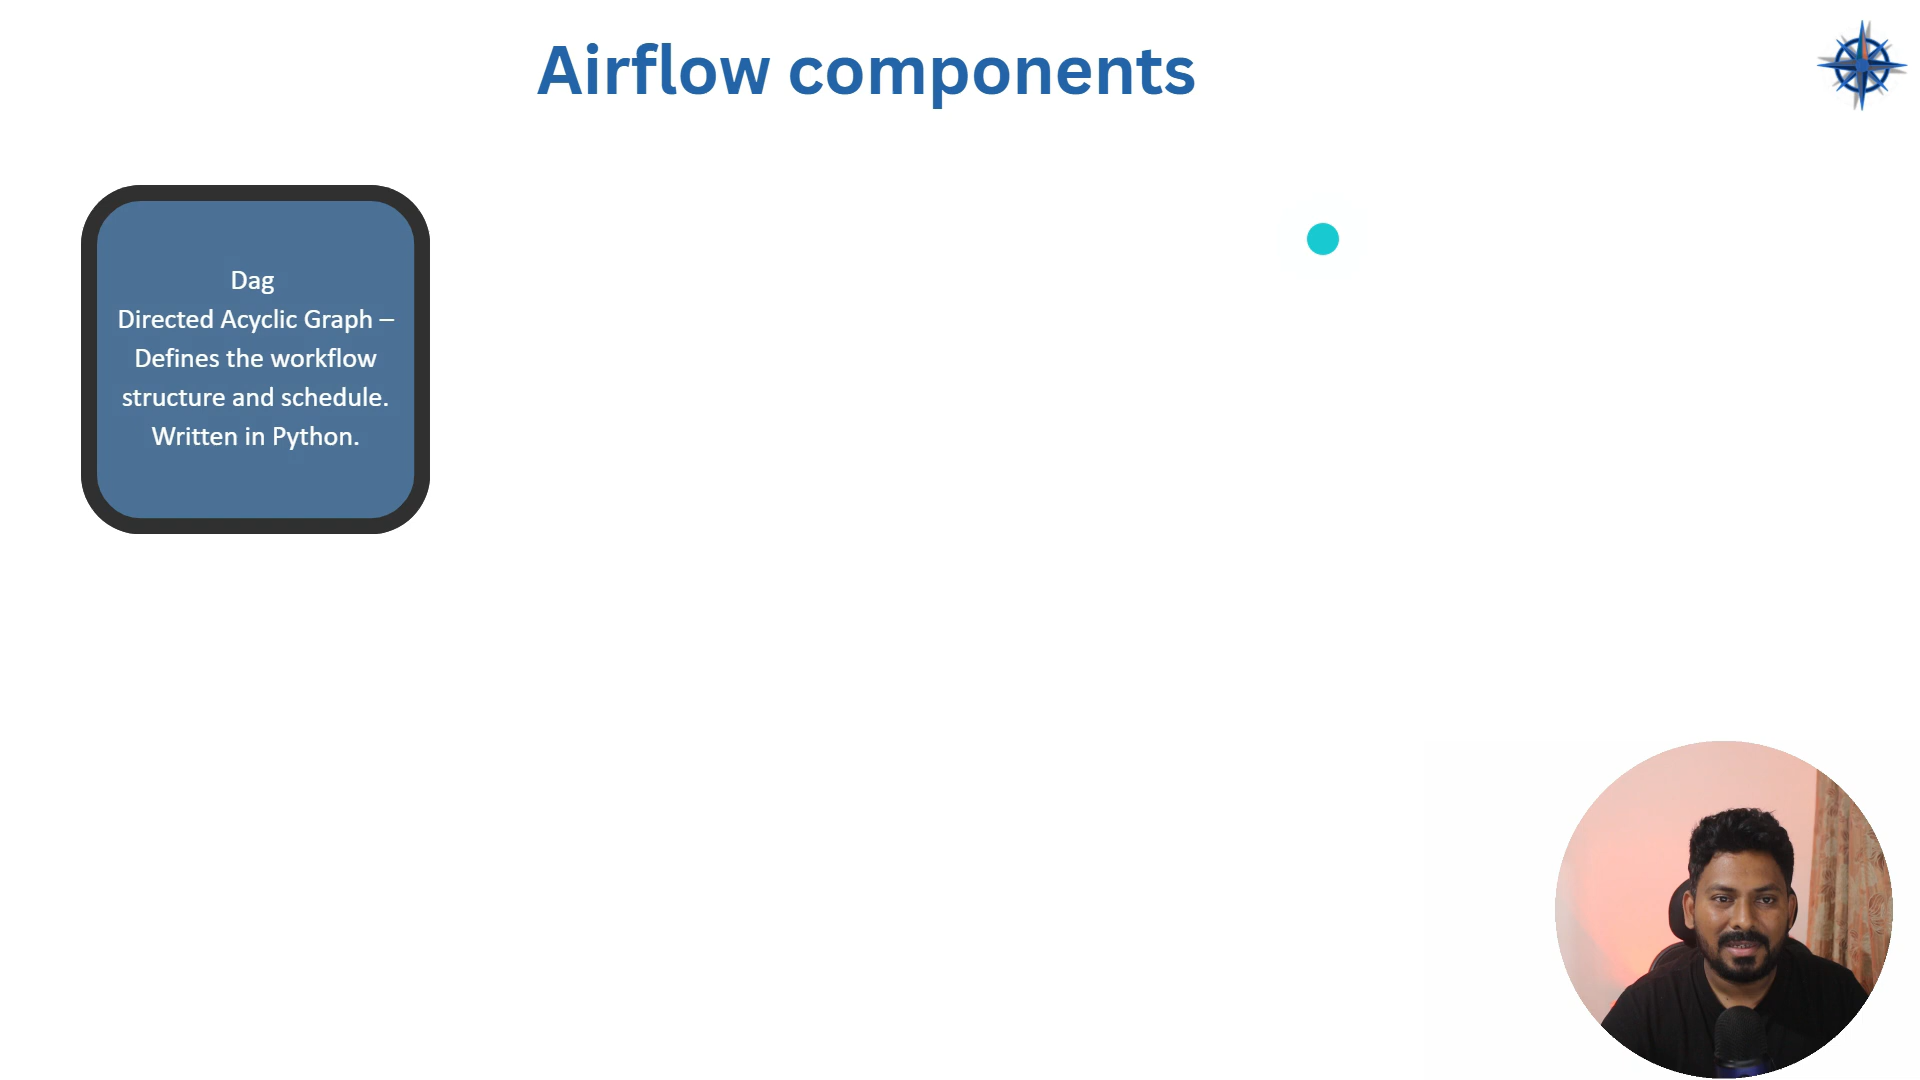 Airflow components
Dag
Directed Acyclic Graph –
Defines the workflow
structure and schedule.
Written in Python.